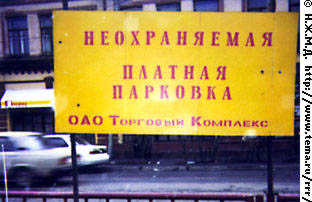 НЕОХРАНЯЕМАЯ
ПЛАТНАЯ
ПАРКОВКА
ОАО Торговый Комплекс
© Н.Ж.М.Д. http://www.tema.ru/rrr/